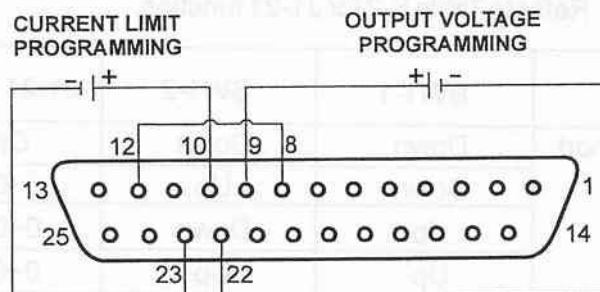 CURRENT LIMIT
PROGRAMMING
OUTPUT VOLTAGE
PROGRAMMING
- + + -
12 10 9 8
13 1
25 14
23 22